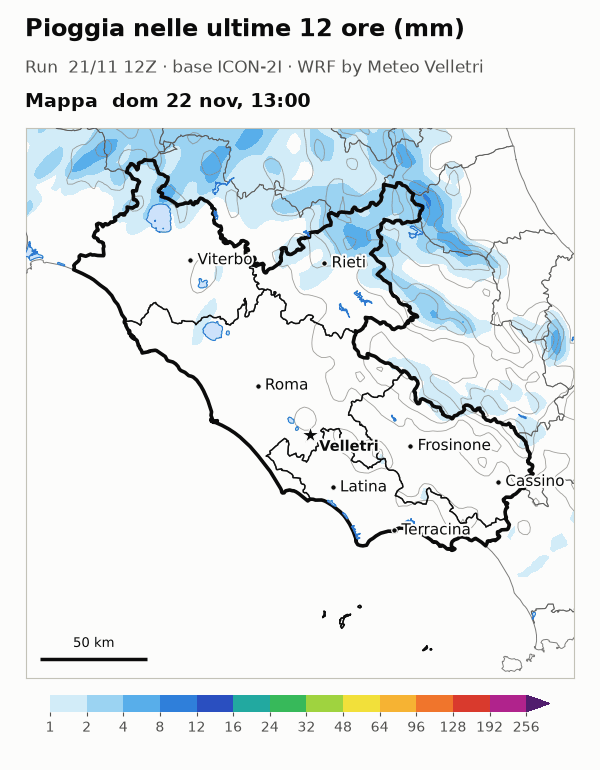 Pioggia nelle ultime 12 ore (mm)
Run 21/11 12Z · base ICON-2I · WRF by Meteo Velletri
Mappa dom 22 nov, 13:00
Viterbo
Rieti
Roma
Velletri
Frosinone
Latina
Cassino
Terracina
50 km
1 2 4 8 12 16 24 32 48 64 96 128 192 256